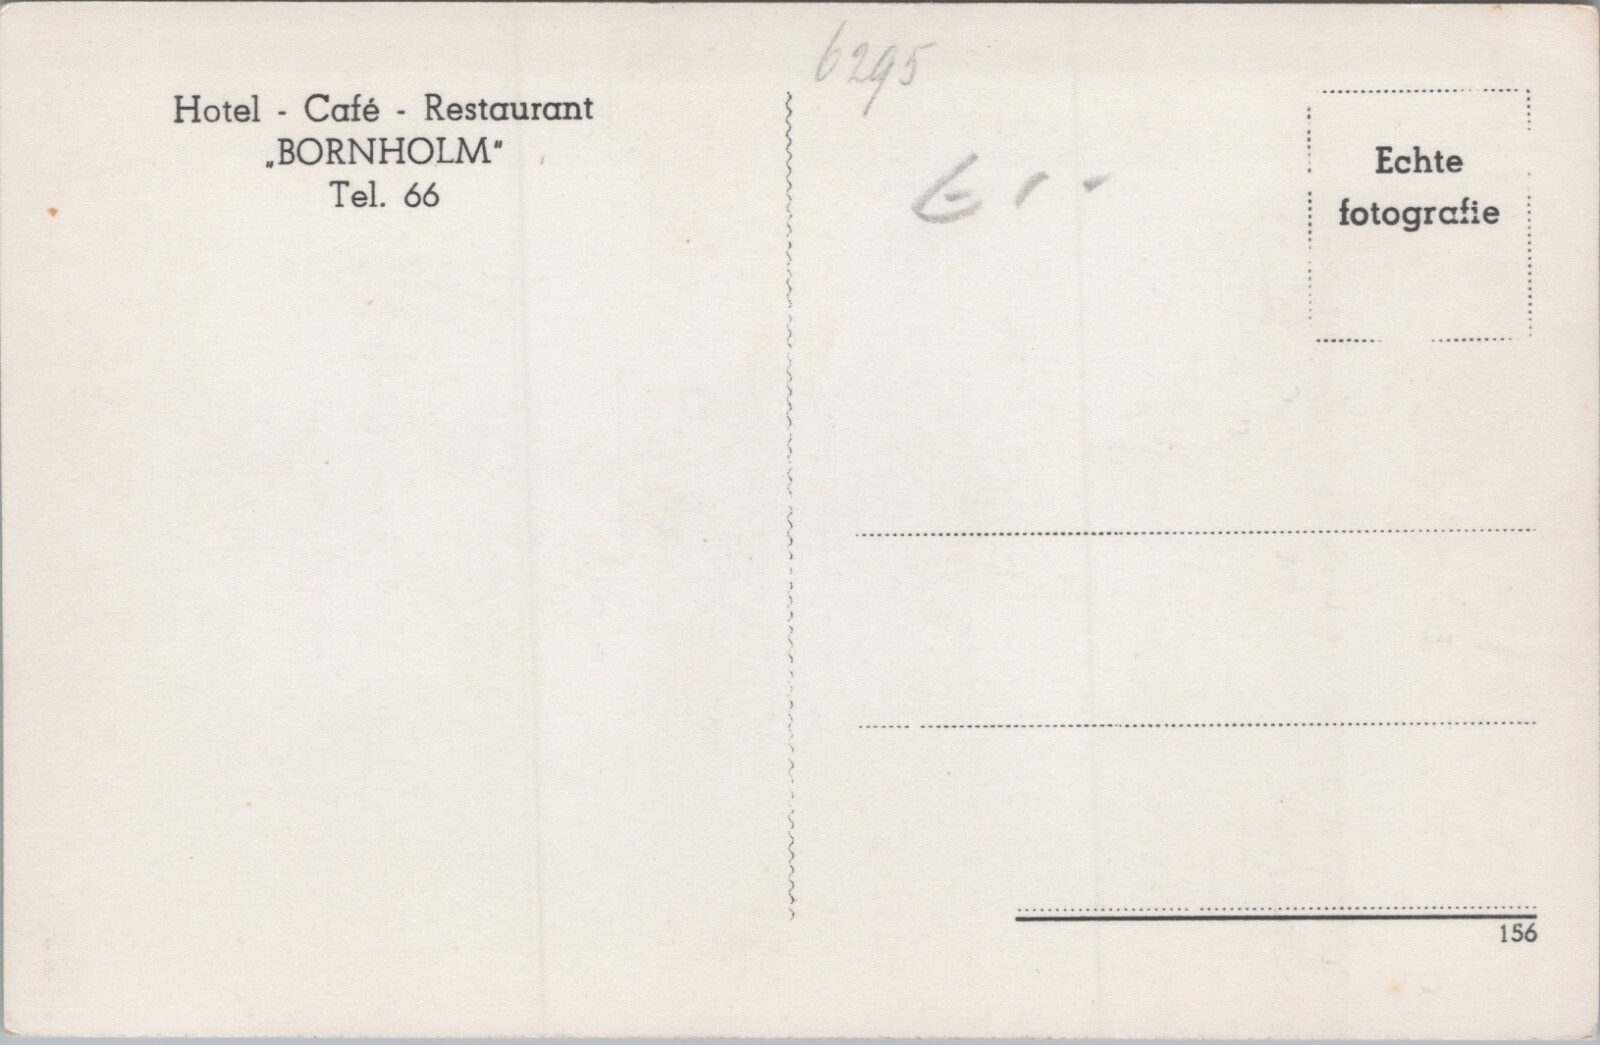 Hotel - Café - Restaurant
„BORNHOLM"
Tel. 66
6295
Echte
fotografie
156